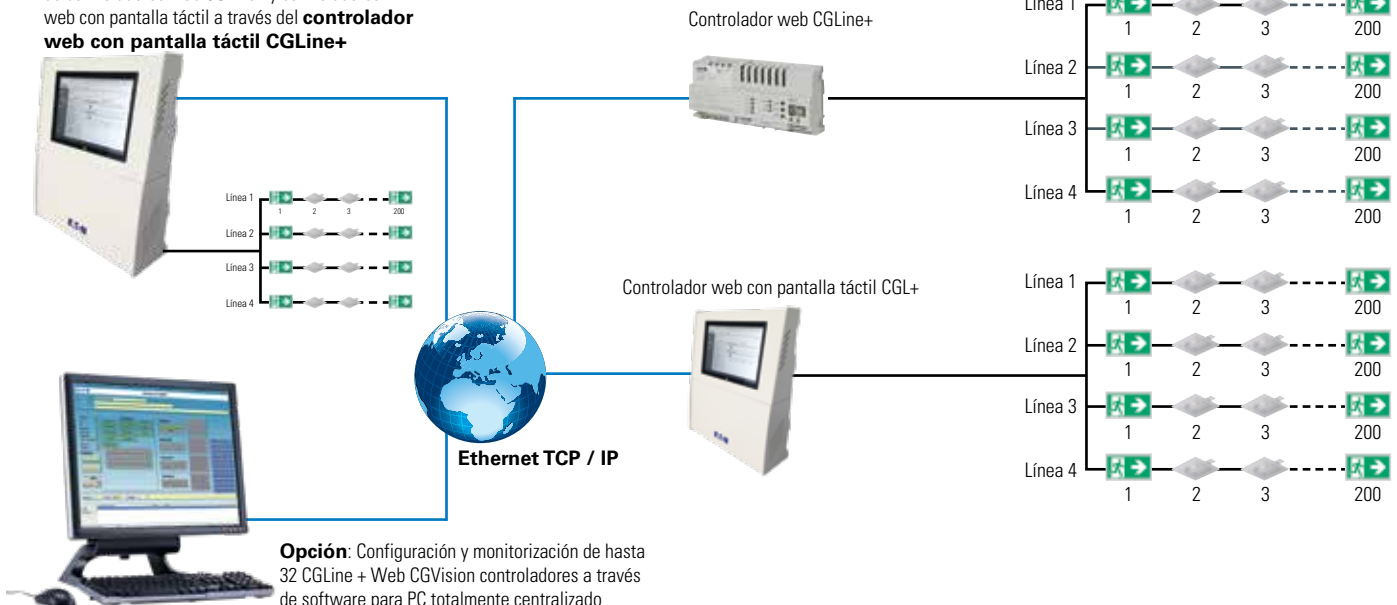 web con pantalla táctil a través del controlador
web con pantalla táctil CGLine+
Controlador web CGLine+
Línea 1
1 2 3 200
Línea 2
1 2 3 200
Línea 3
1 2 3 200
Línea 4
1 2 3 200
Línea 1
1 2 3 200
Línea 2
Línea 3
Línea 4
Controlador web con pantalla táctil CGL+
Línea 1
1 2 3 200
Línea 2
1 2 3 200
Línea 3
1 2 3 200
Línea 4
1 2 3 200
Ethernet TCP / IP
Opción: Configuración y monitorización de hasta
32 CGLine + Web CGVision controladores a través
de software para PC totalmente centralizado